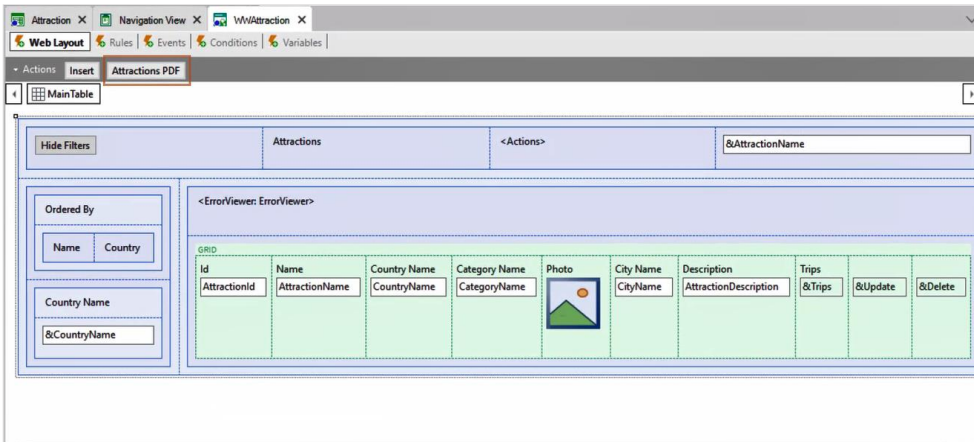 Attraction X Navigation View X WWAttraction X
Web Layout Rules Events Conditions Variables
Actions Insert Attractions PDF
MainTable
Hide Filters Attractions <Actions> &AttractionName
Ordered By
Name Country
Country Name
&CountryName
<ErrorViewer: ErrorViewer>
GRID
Id Name Country Name Category Name Photo City Name Description Trips
AttractionId AttractionName CountryName CategoryName CityName AttractionDescription &Trips &Update &Delete